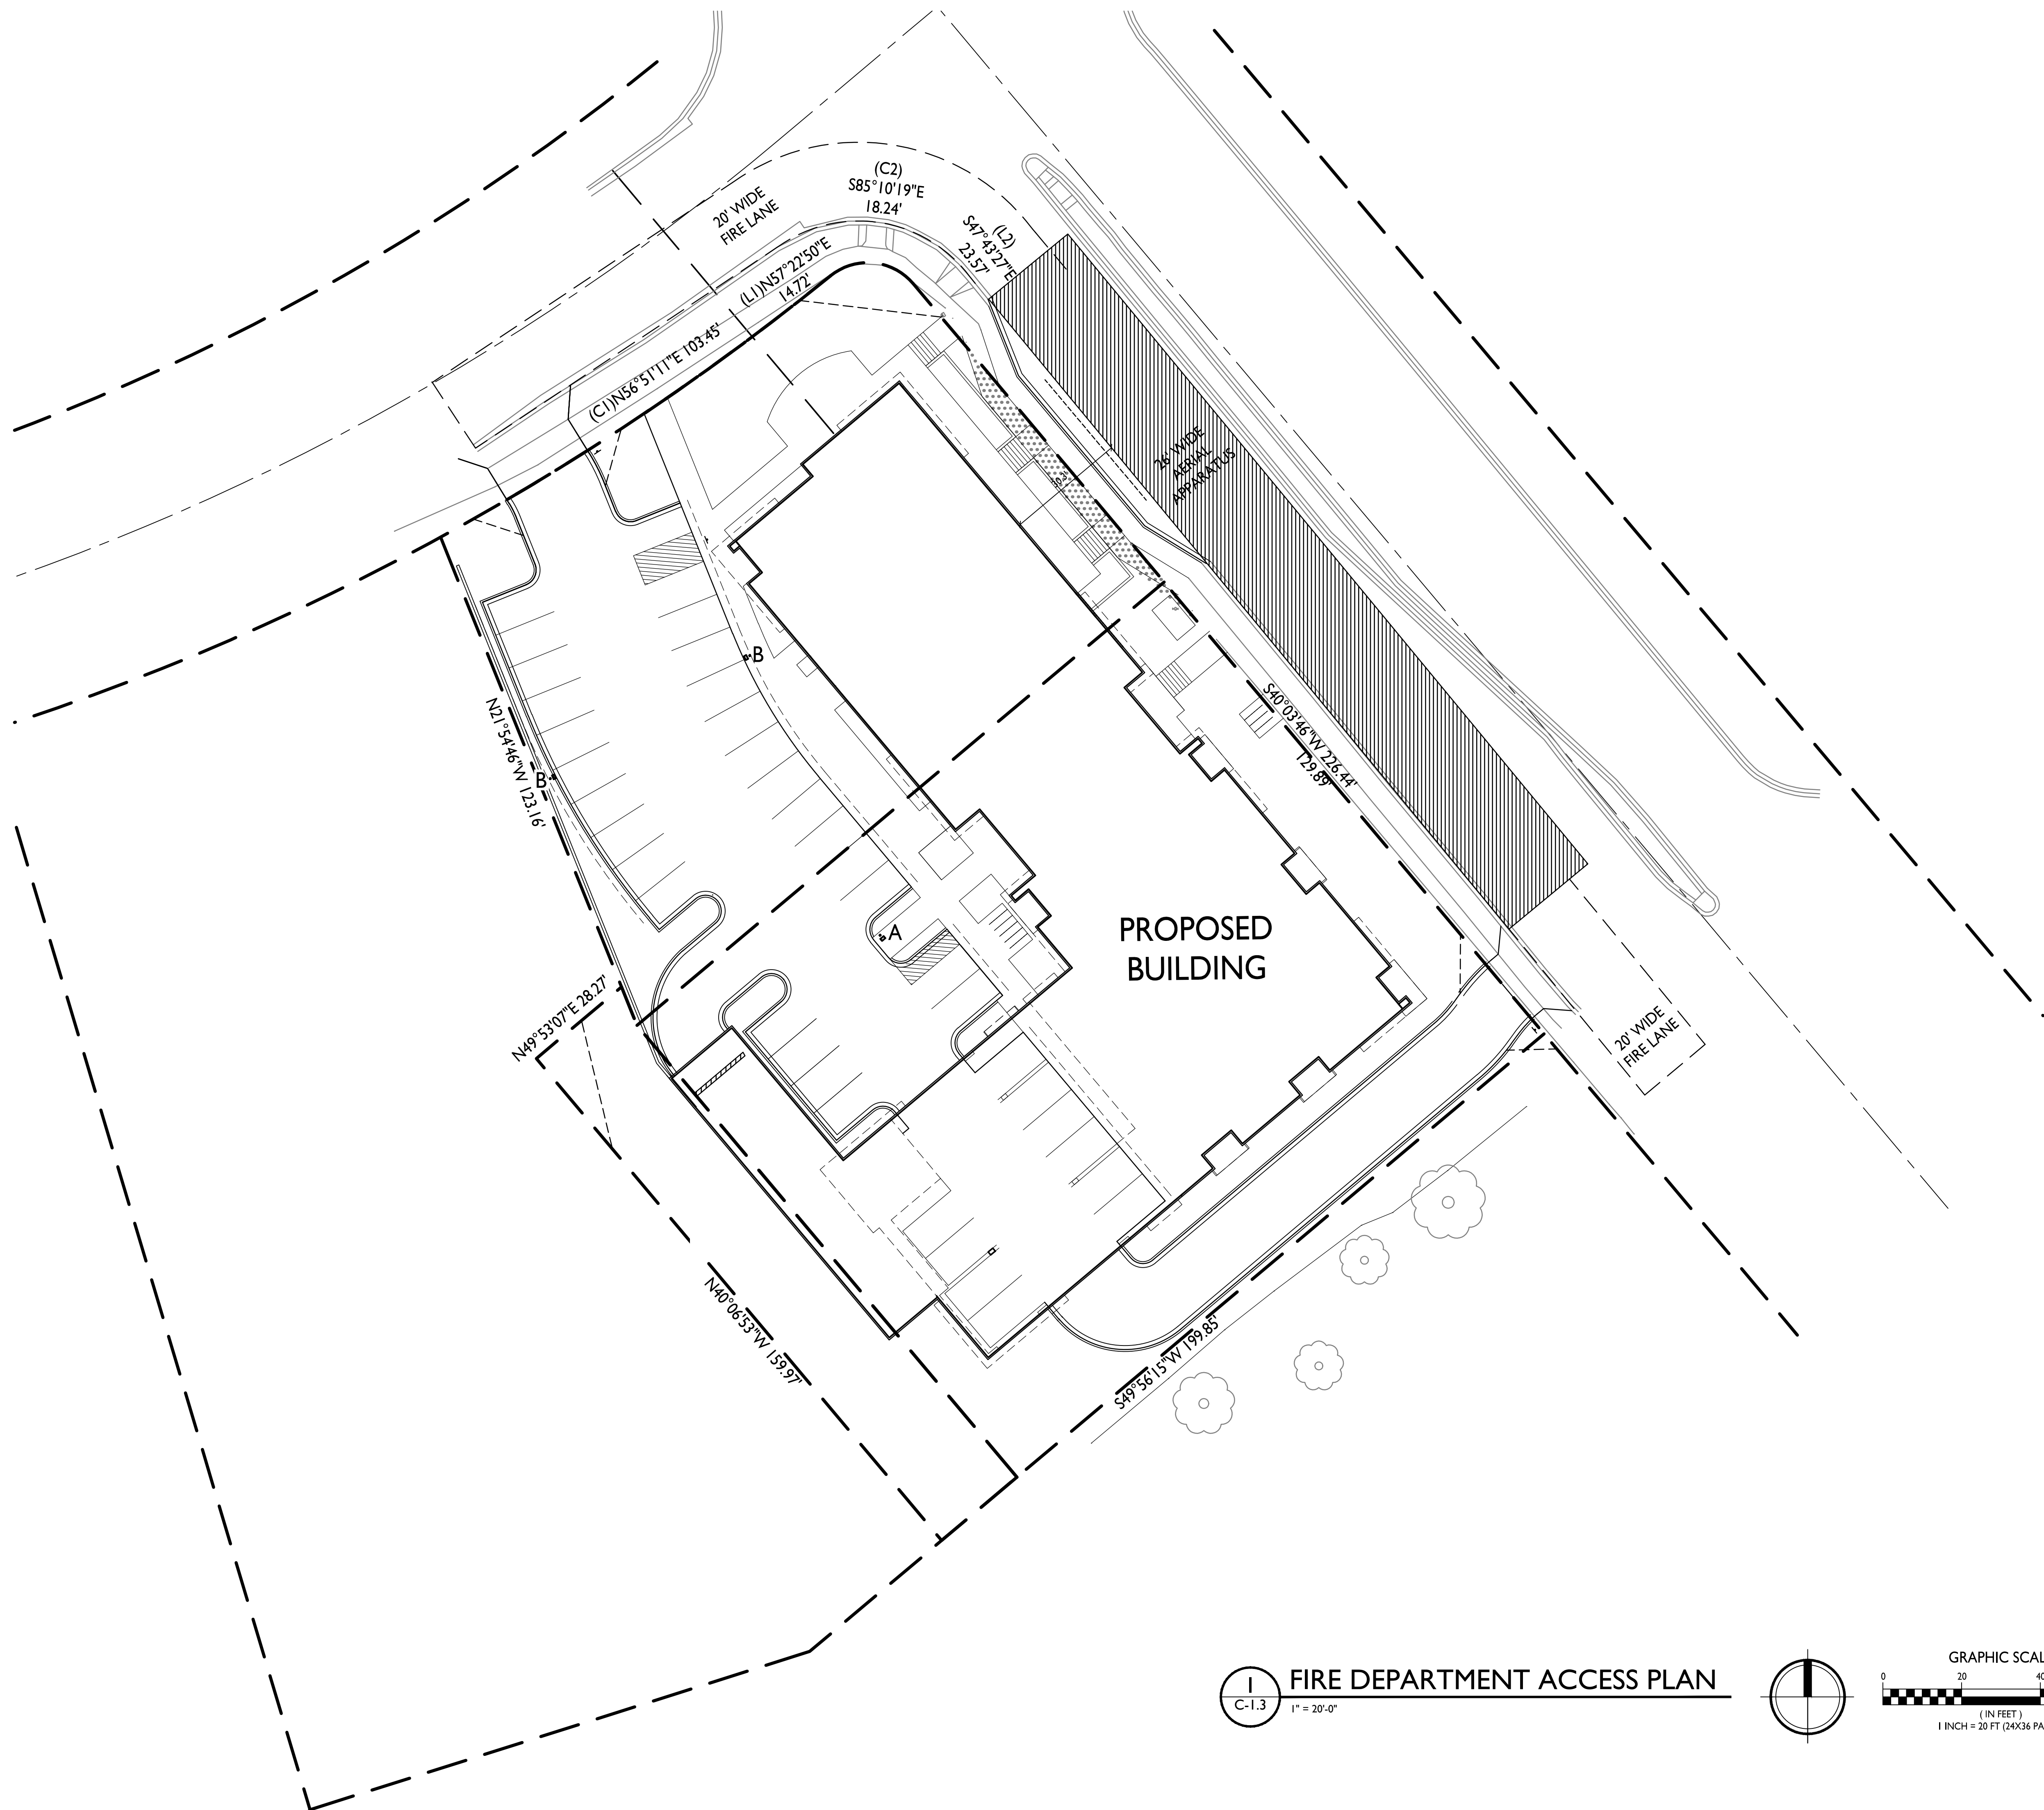 (C2)
S85°10'19"E
18.24'
20' WIDE
FIRE LANE
(L2)
S47°43'27"E
23.57'
(L1)N57°22'50"E
14.72'
(C1)N56°51'11"E 103.45'
26' WIDE
AERIAL
APPARATUS
B
N21°54'46"W 123.16'
B
S40°03'46"W 226.44'
129.89'
A
PROPOSED
BUILDING
N49°53'07"E 28.27'
20' WIDE
FIRE LANE
N40°06'53"W 159.97'
S49°56'15"W 199.85'
1
C-1.3
FIRE DEPARTMENT ACCESS PLAN
1" = 20'-0"
GRAPHIC SCAL
0 20 40
( IN FEET )
1 INCH = 20 FT (24X36 PA